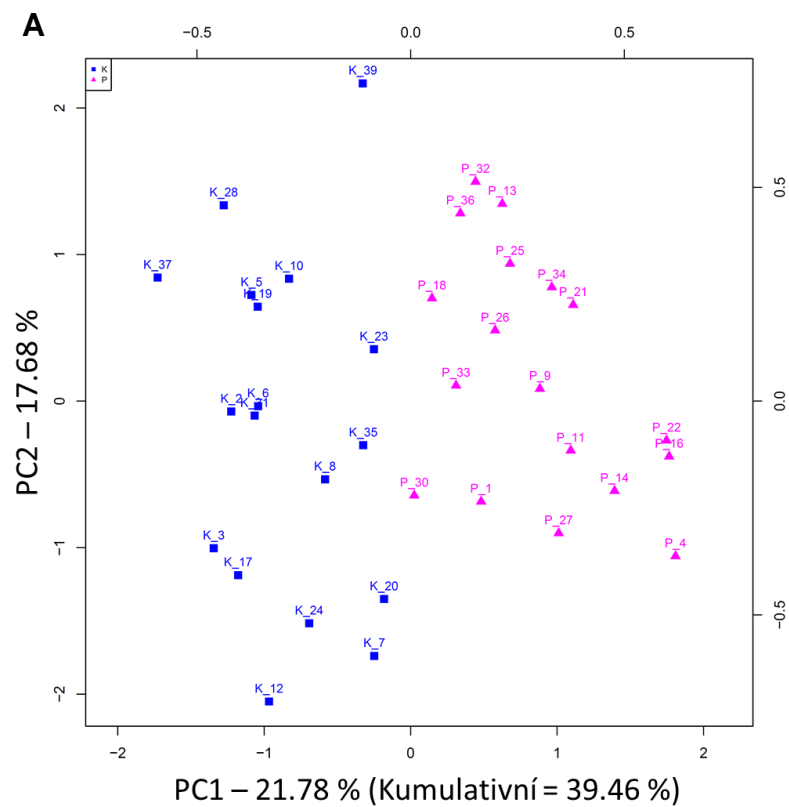 A
−0.5 0.0 0.5
K
P
K_39
P_32
K_28
P_13
P_36
P_25
K_37
K_10
P_34
K_5
P_21
K_19
P_18
P_26
K_23
P_33
P_9
K_6
K_2
P_22
P_11
P_16
K_35
K_8
P_30
P_14
P_1
P_27
K_3
P_4
K_17
K_20
K_24
K_7
K_12
2
1
0
−1
−2
0.5
0.0
−0.5
PC2 – 17.68 %
−2 −1 0 1 2
PC1 – 21.78 % (Kumulativní = 39.46 %)